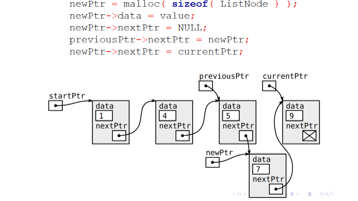 newPtr = malloc( sizeof( ListNode ) );
newPtr->data = value;
newPtr->nextPtr = NULL;
previousPtr->nextPtr = newPtr;
newPtr->nextPtr = currentPtr;
previousPtr
currentPtr
startPtr
data
1
nextPtr
data
4
nextPtr
data
5
nextPtr
data
9
nextPtr
newPtr
data
7
nextPtr